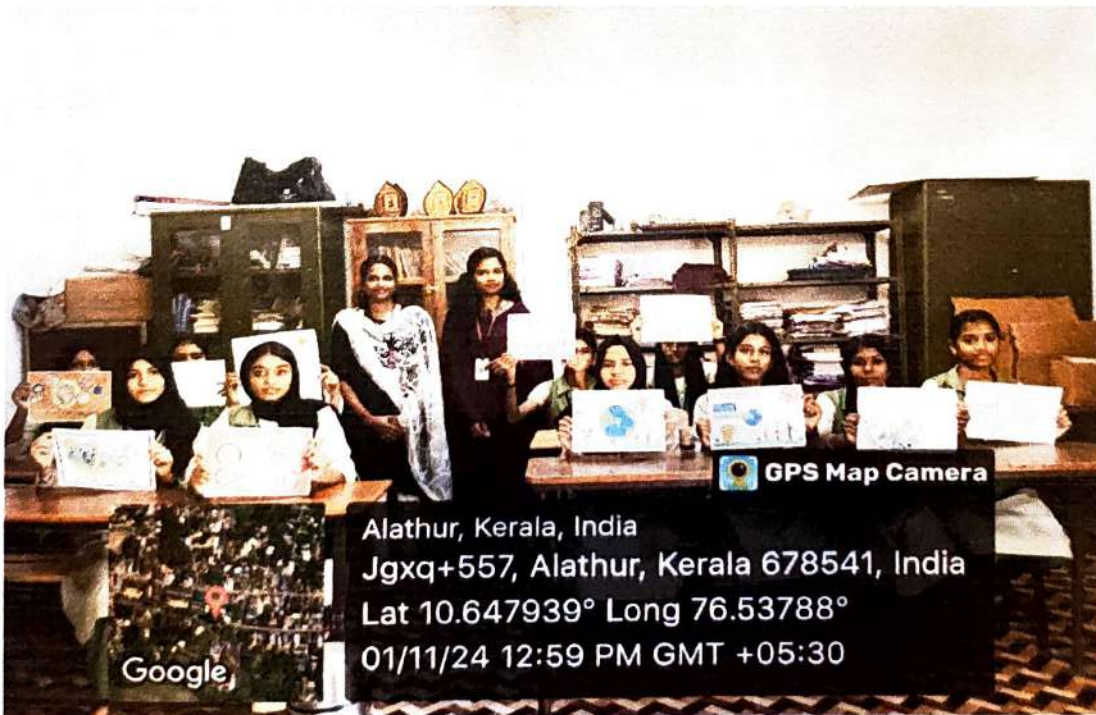 GPS Map Camera
Alathur, Kerala, India
Jgxq+557, Alathur, Kerala 678541, India
Lat 10.647939° Long 76.53788°
01/11/24 12:59 PM GMT +05:30
Google